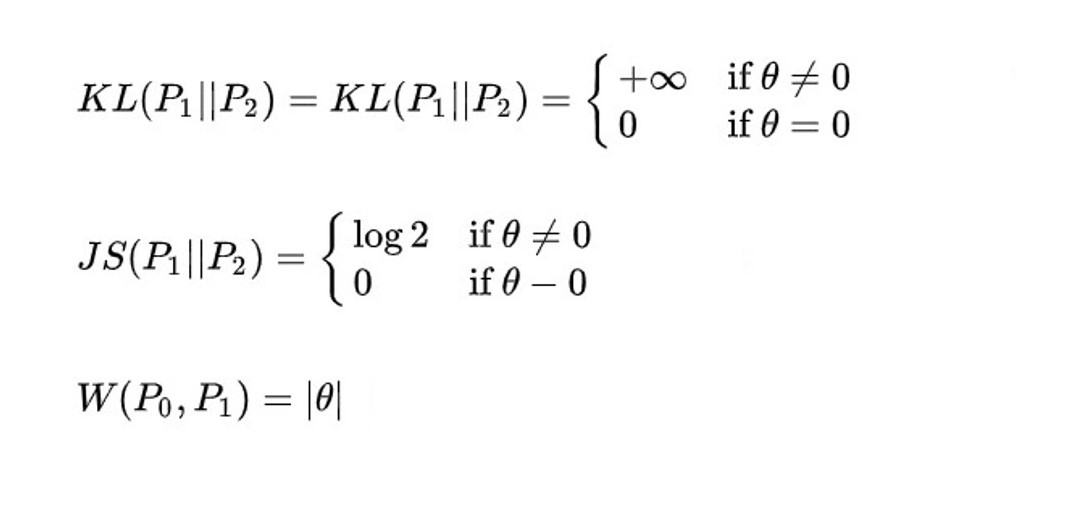 KL(P₁||P₂) = KL(P₁||P₂) = { +∞ if θ ≠ 0
0 if θ = 0
JS(P₁||P₂) = { log 2 if θ ≠ 0
0 if θ − 0
W(P₀, P₁) = |θ|